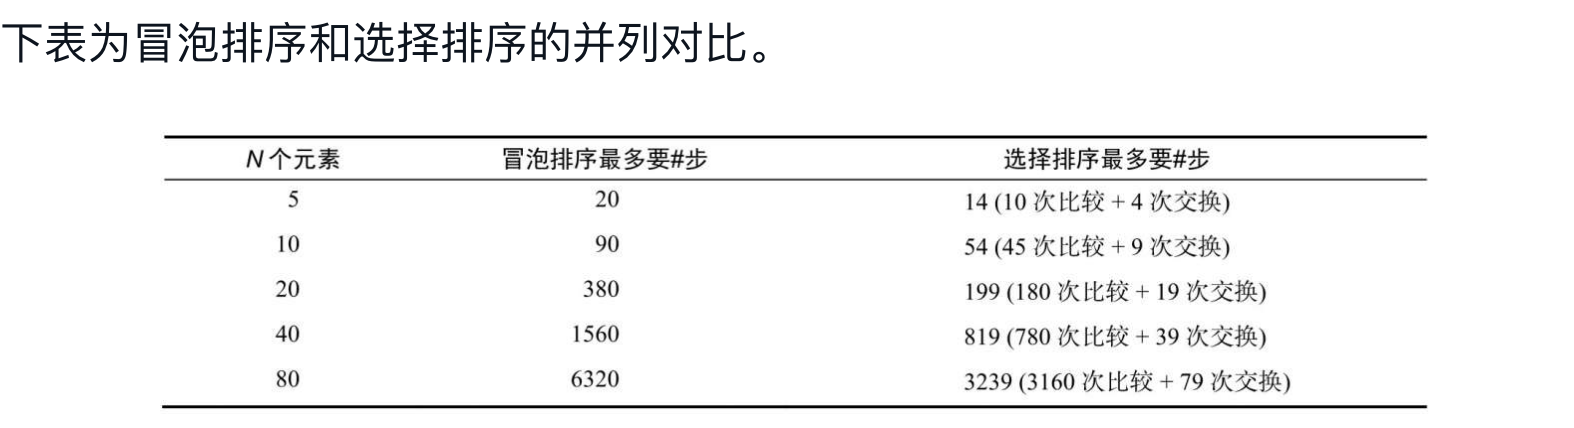 下表为冒泡排序和选择排序的并列对比。
N 个元素 冒泡排序最多要#步 选择排序最多要#步
5 20 14 (10 次比较 + 4 次交换)
10 90 54 (45 次比较 + 9 次交换)
20 380 199 (180 次比较 + 19 次交换)
40 1560 819 (780 次比较 + 39 次交换)
80 6320 3239 (3160 次比较 + 79 次交换)